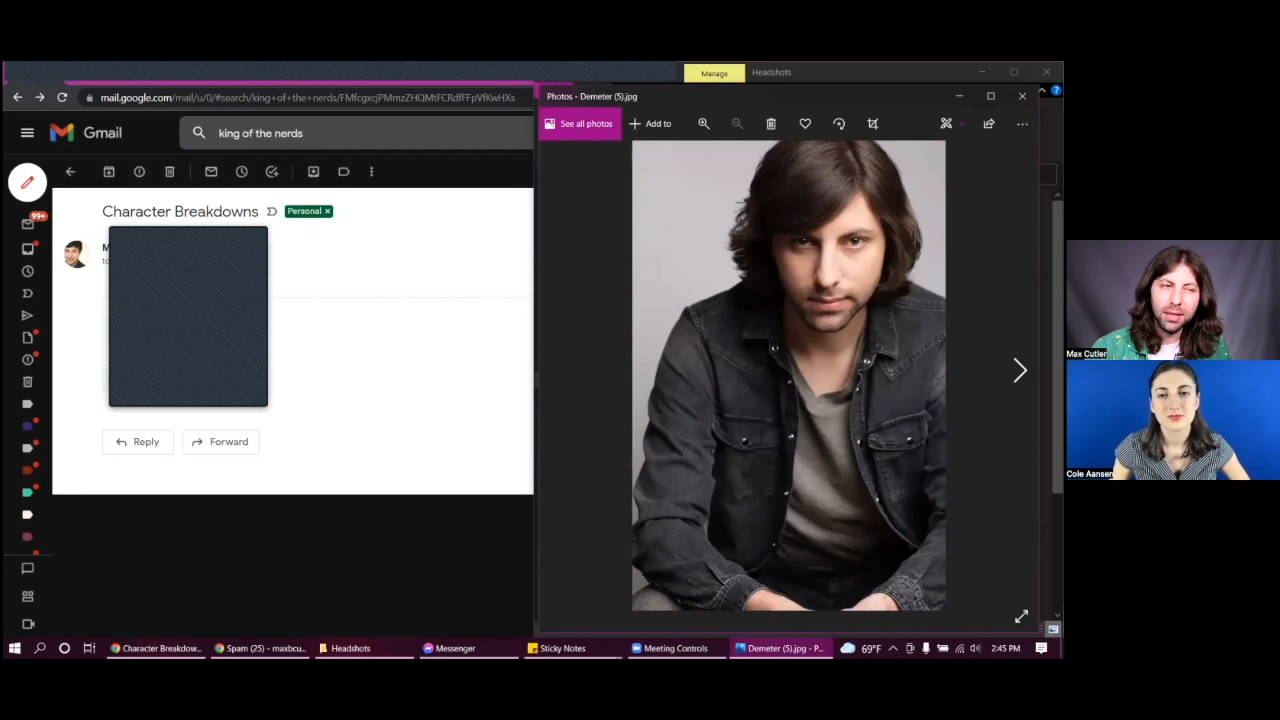 Manage
Headshots
mail.google.com/mail/u/0/#search/king+of+the+nerds/FMfcgxcjPMmzZHQMtFCRdfFFpVfKwHXs
Photos - Demeter (5).jpg
See all photos
Add to
Gmail
king of the nerds
Character Breakdowns
Personal x
99+
M
to
Reply
Forward
Max Cutler
Cole Aansen
Character Breakdow...
Spam (25) - maxbcu...
Headshots
Messenger
Sticky Notes
Meeting Controls
Demeter (5).jpg - P...
69°F
2:45 PM